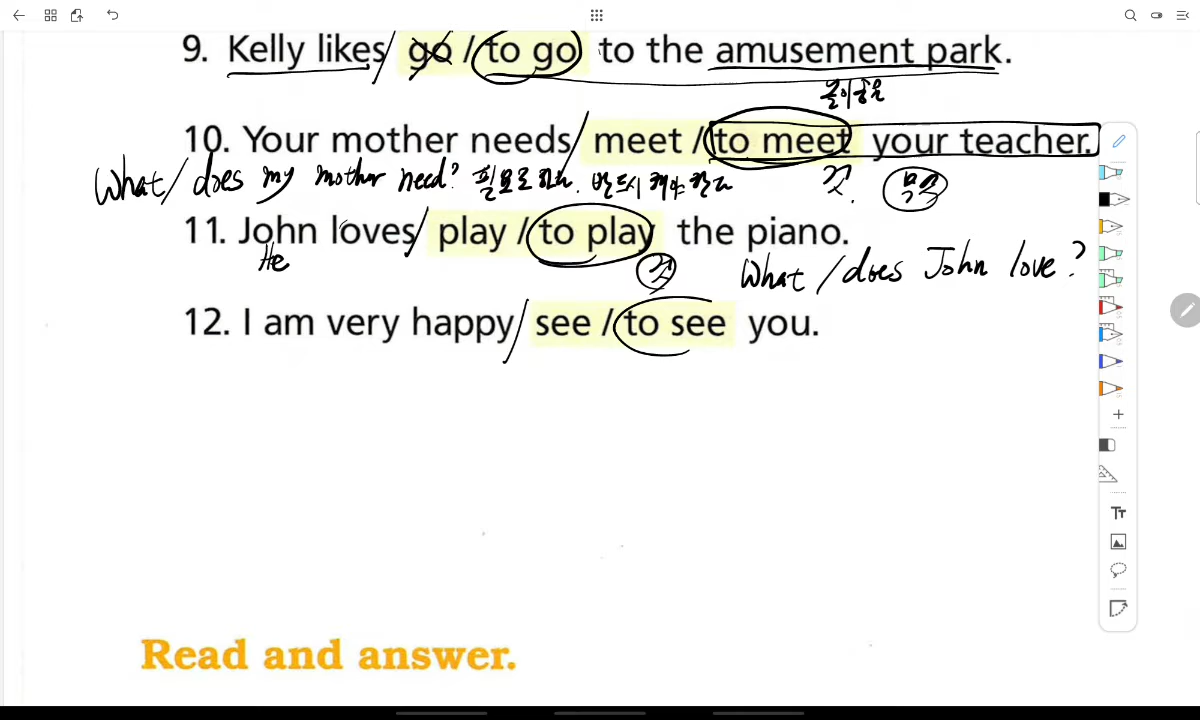 9. Kelly likes/ go / to go to the amusement park.
놀이공원
10. Your mother needs/ meet / to meet your teacher.
What/ does my mother need? 필요로 하다. 반드시 해야 한다
것. 목적
11. John loves/ play / to play the piano.
He 것 What /does John love?
12. I am very happy/ see / to see you.
Read and answer.